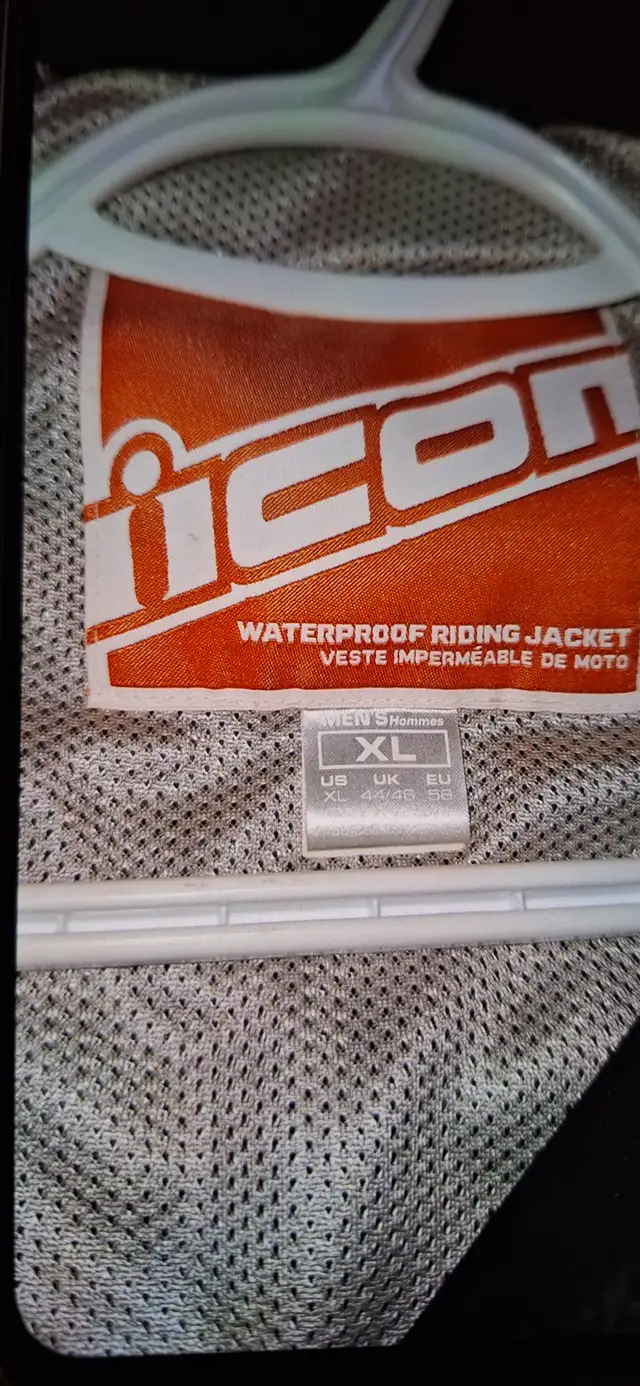 icon
WATERPROOF RIDING JACKET
VESTE IMPERMÉABLE DE MOTO
MEN'S Hommes
XL
US UK EU
XL 44/46 56